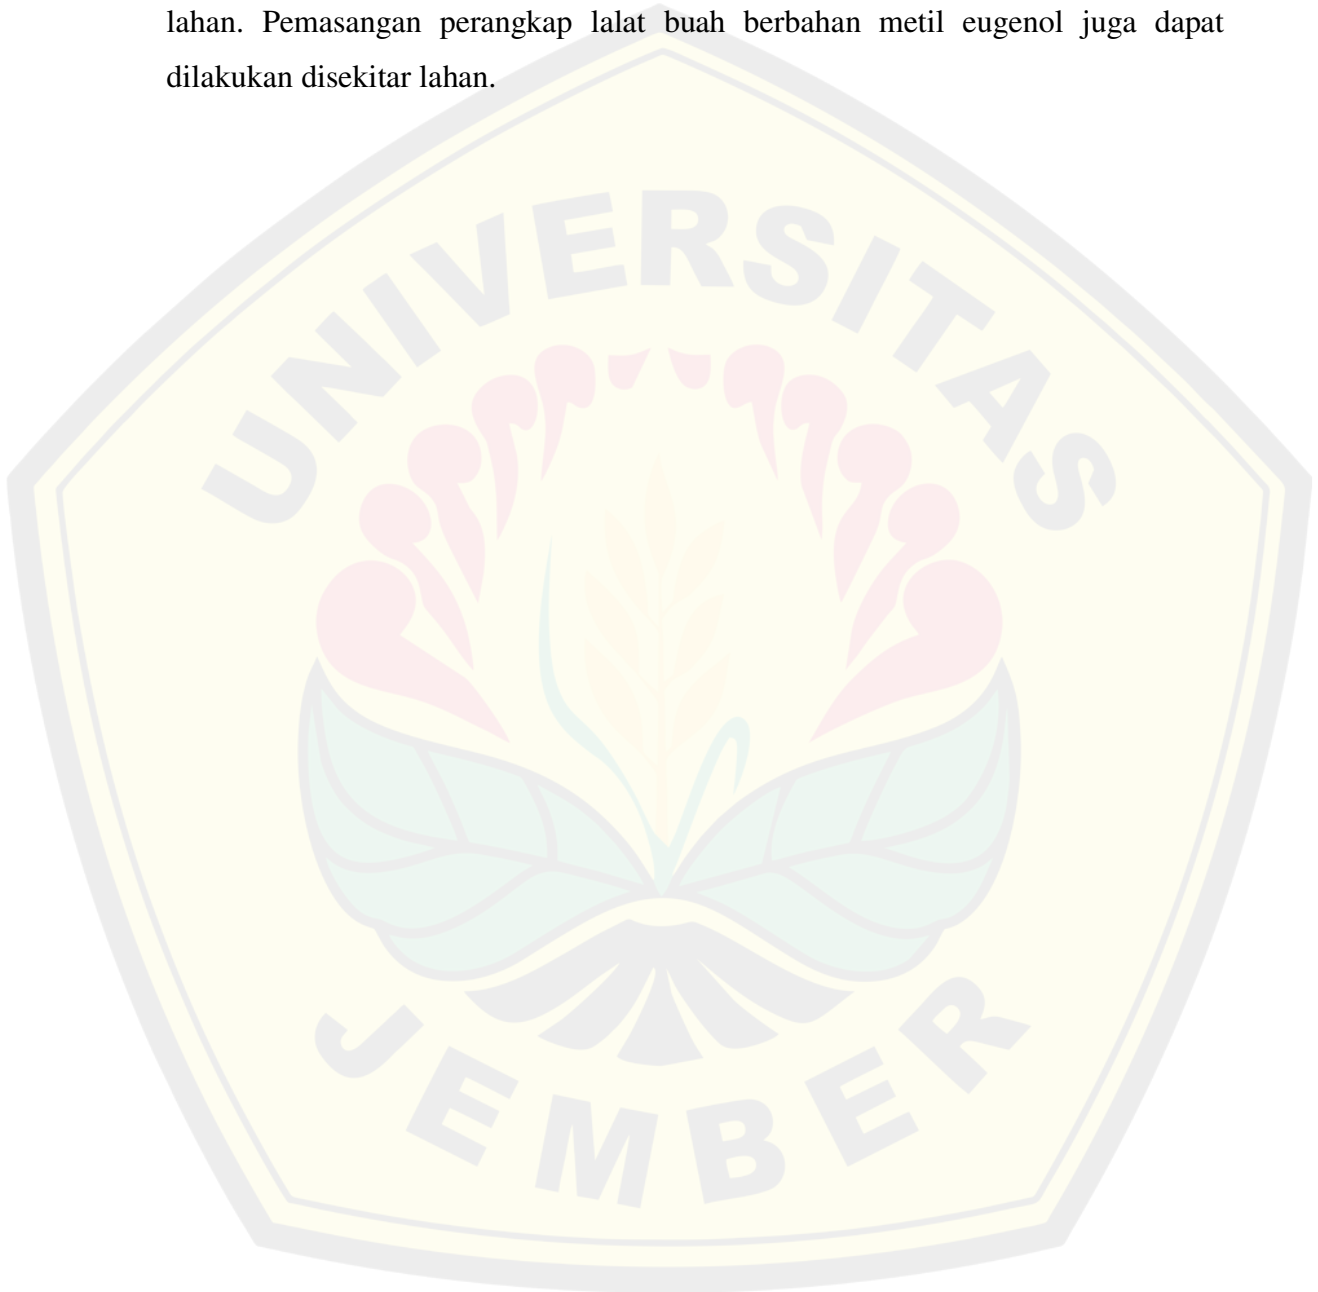 lahan. Pemasangan perangkap lalat buah berbahan metil eugenol juga dapat
dilakukan disekitar lahan.
UNIVERSITAS
JEMBER